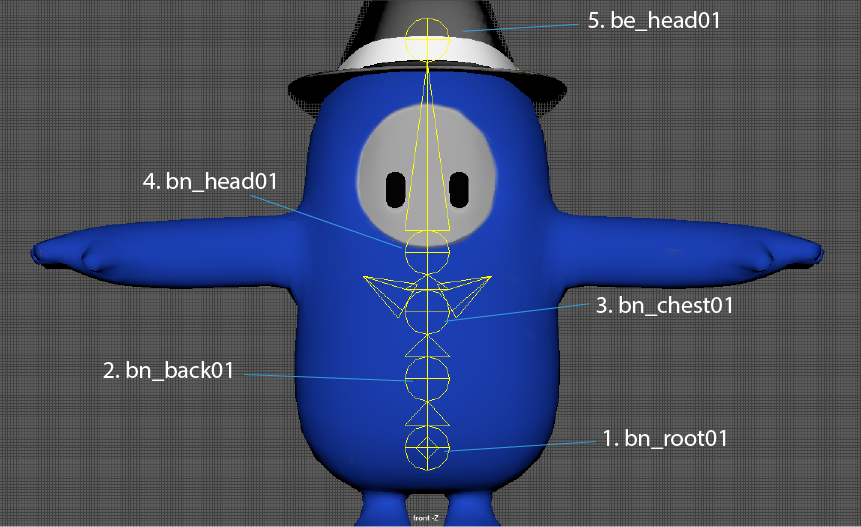 5. be_head01
4. bn_head01
3. bn_chest01
2. bn_back01
1. bn_root01
front -Z